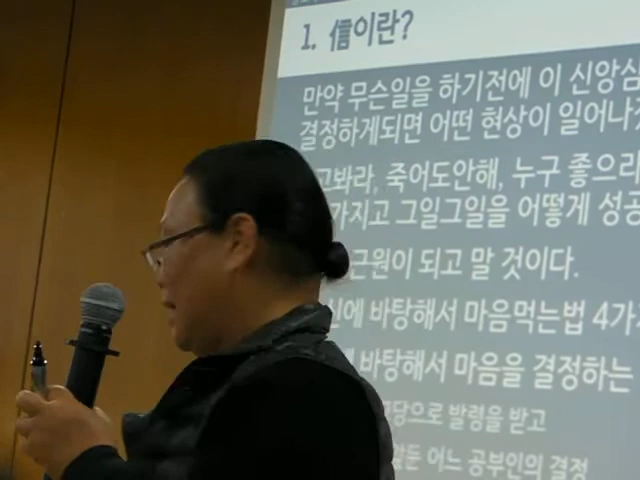 1. 信이란?
만약 무슨일을 하기전에 이 신앙심
결정하게되면 어떤 현상이 일어나
고봐라, 죽어도안해, 누구 좋으라
가지고 그일그일을 어떻게 성공
근원이 되고 말 것이다.
바탕해서 마음먹는법 4가
바탕해서 마음을 결정하는
당으로 발령을 받고
어느 공부인의 결정